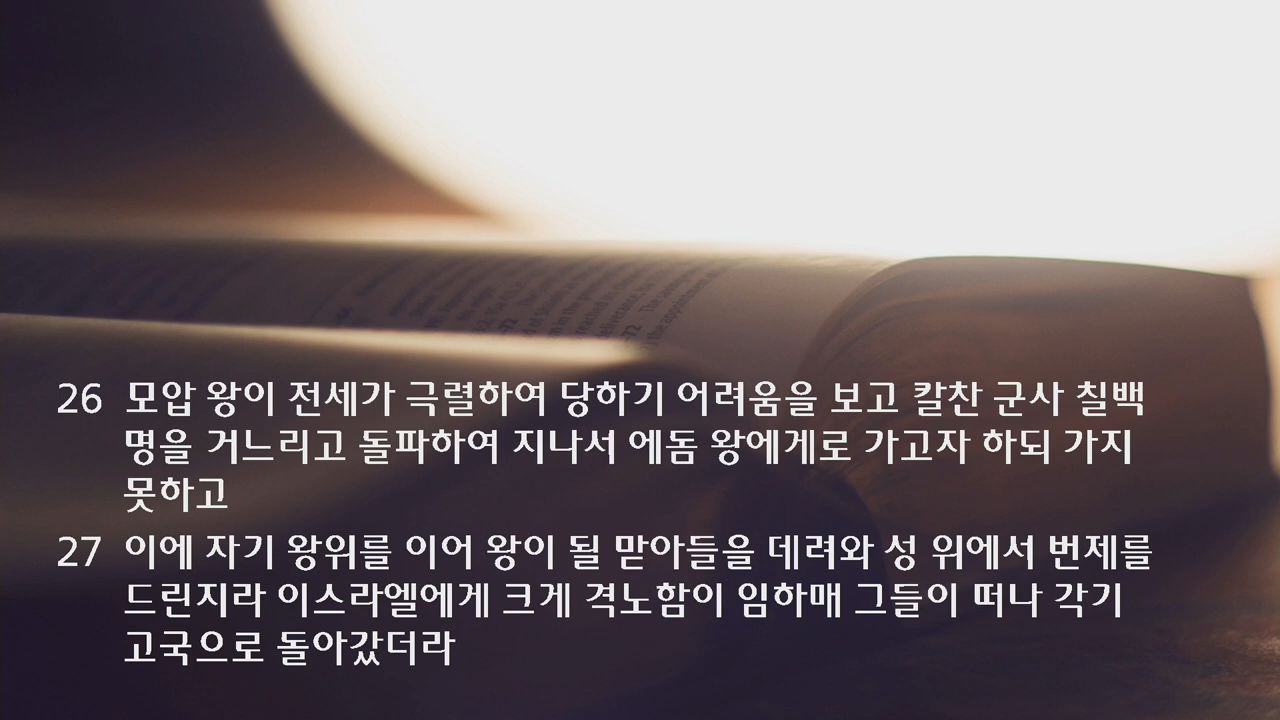 26 모압 왕이 전세가 극렬하여 당하기 어려움을 보고 칼찬 군사 칠백
명을 거느리고 돌파하여 지나서 에돔 왕에게로 가고자 하되 가지
못하고
27 이에 자기 왕위를 이어 왕이 될 맏아들을 데려와 성 위에서 번제를
드린지라 이스라엘에게 크게 격노함이 임하매 그들이 떠나 각기
고국으로 돌아갔더라